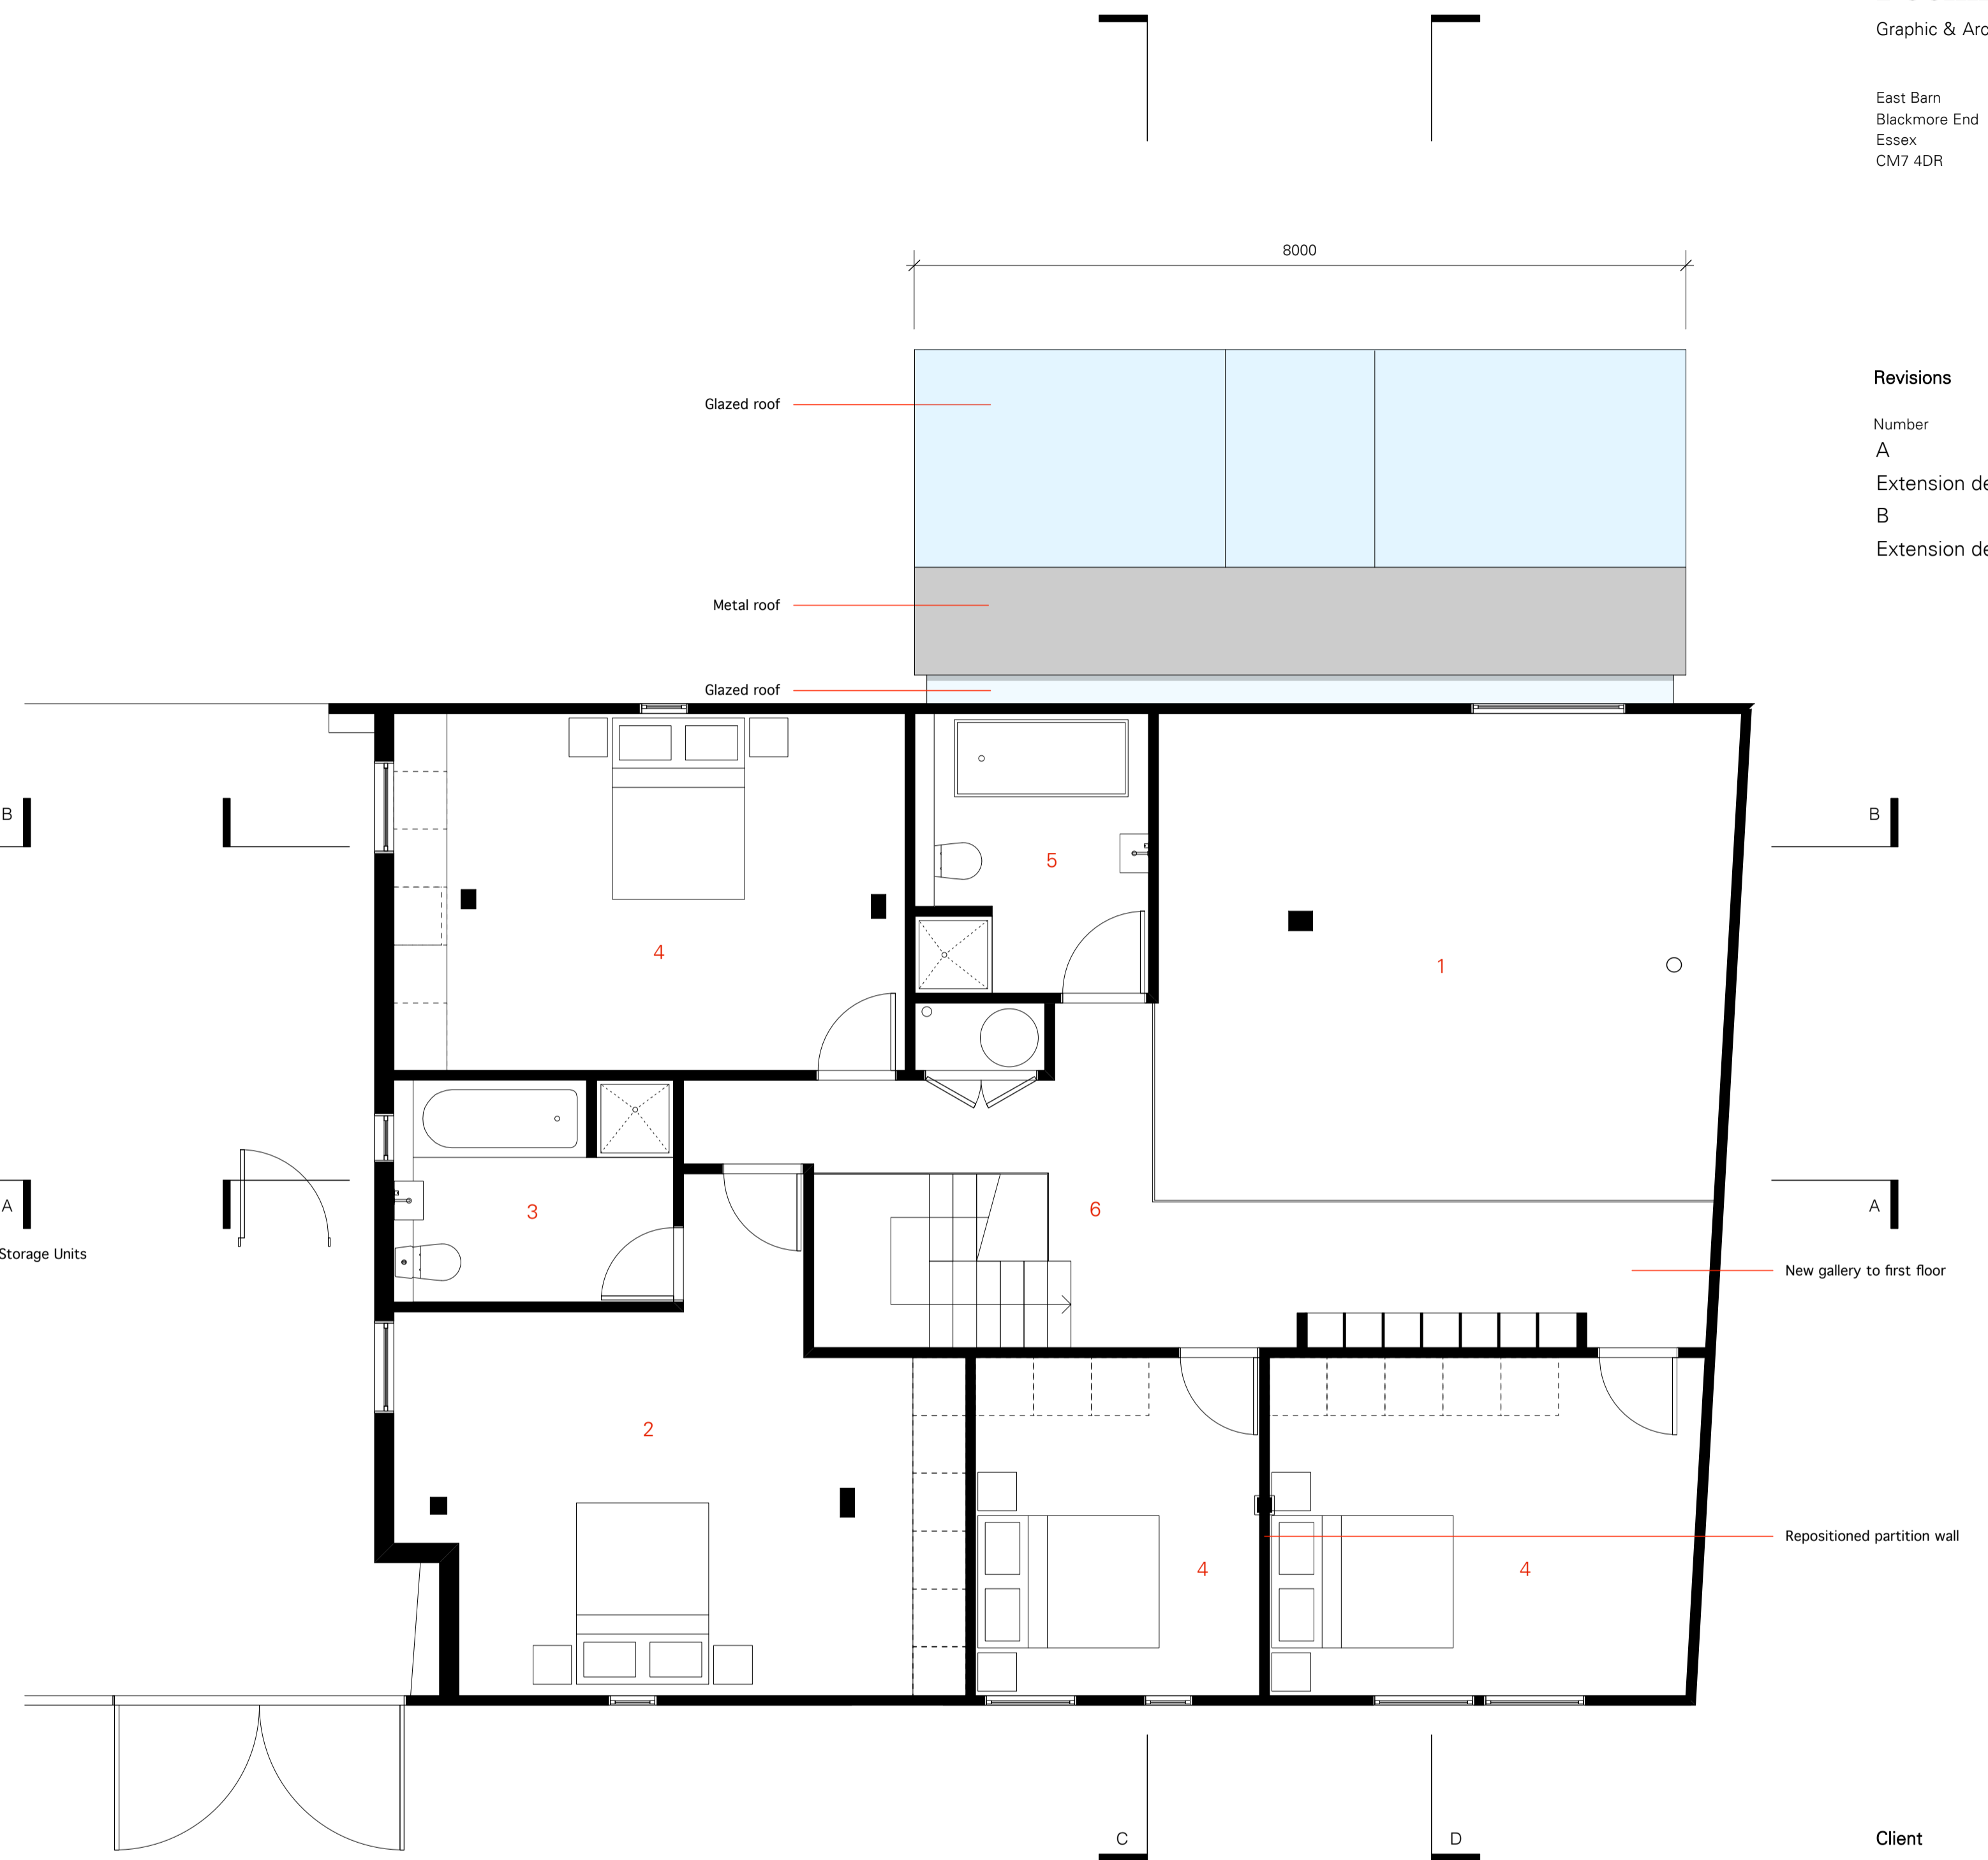 Graphic & Arc
East Barn
Blackmore End
Essex
CM7 4DR
8000
Revisions
Glazed roof
Number
A
Extension de
B
Extension de
Metal roof
Glazed roof
B
B
5
4
1
A
3
6
A
Storage Units
New gallery to first floor
2
Repositioned partition wall
4
4
C
D
Client